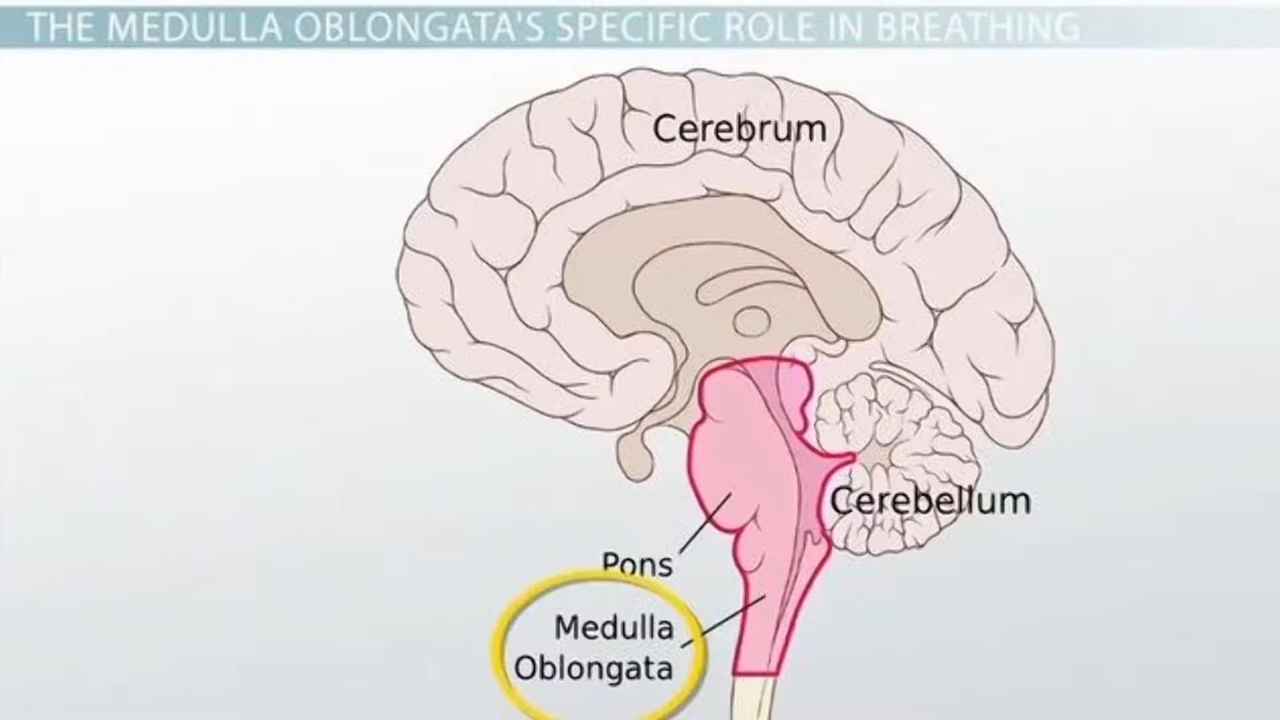 THE MEDULLA OBLONGATA'S SPECIFIC ROLE IN BREATHING
Cerebrum
Cerebellum
Pons
Medulla
Oblongata